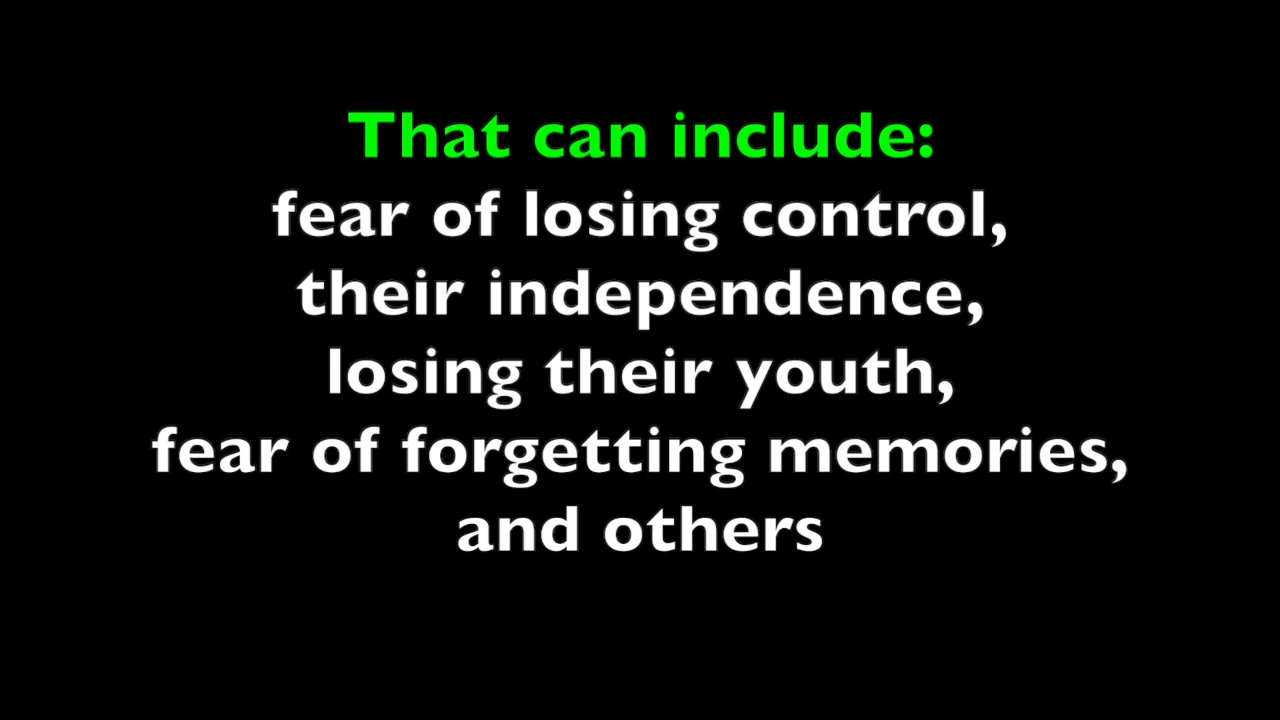 That can include:
fear of losing control,
their independence,
losing their youth,
fear of forgetting memories,
and others